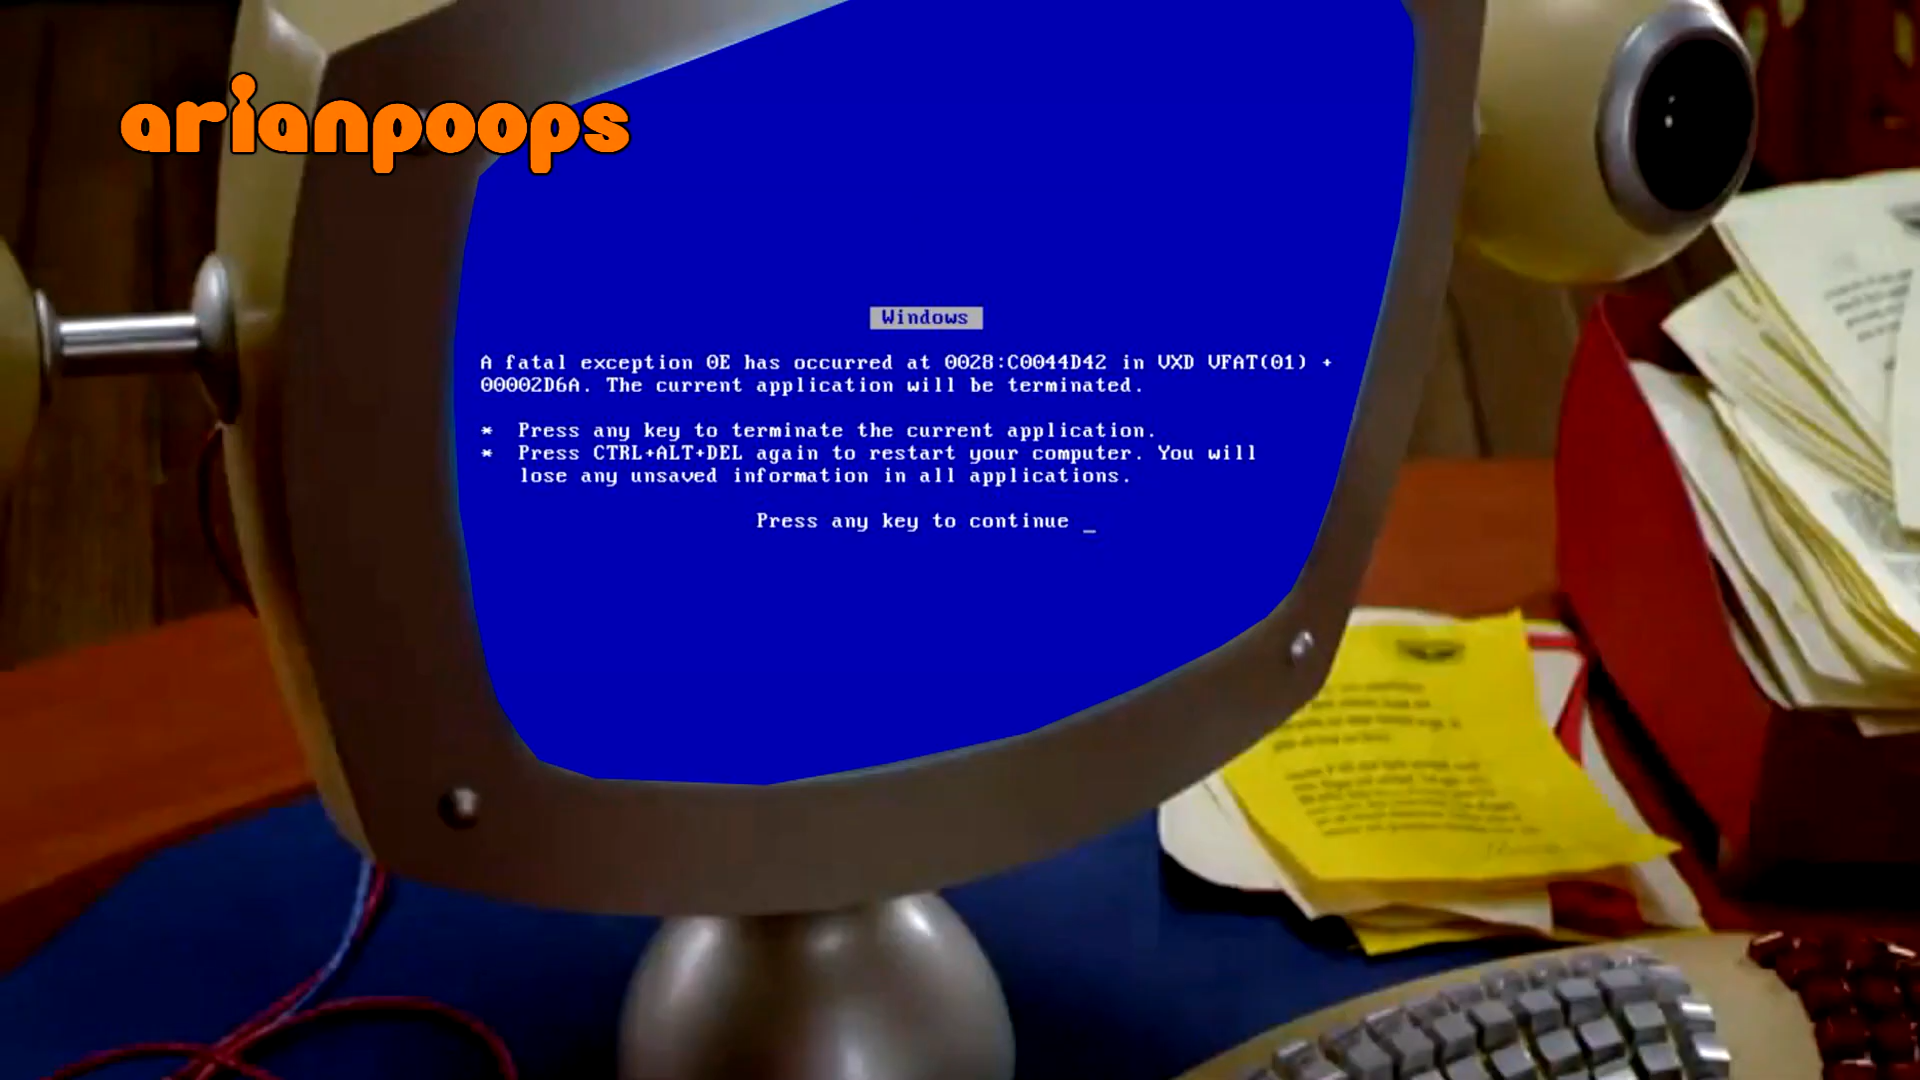 arianpoops
Windows
A fatal exception 0E has occurred at 0028:C0044D42 in VXD VFAT(01) +
00002D6A. The current application will be terminated.
* Press any key to terminate the current application.
* Press CTRL+ALT+DEL again to restart your computer. You will
lose any unsaved information in all applications.
Press any key to continue _